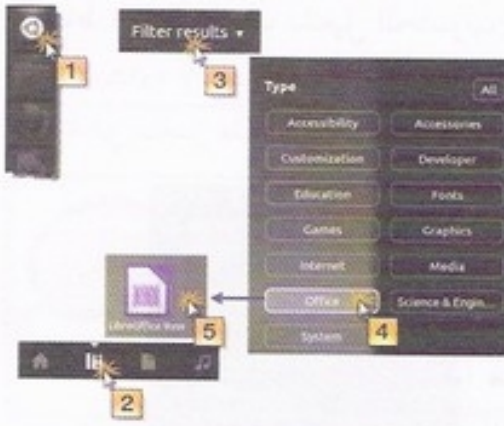 1
Filter results ▾
3
Type All
Accessibility Accessories
Customization Developer
Education Fonts
Games Graphics
Internet Media
Office Science & Engin...
System
4
LibreOffice Base
5
2